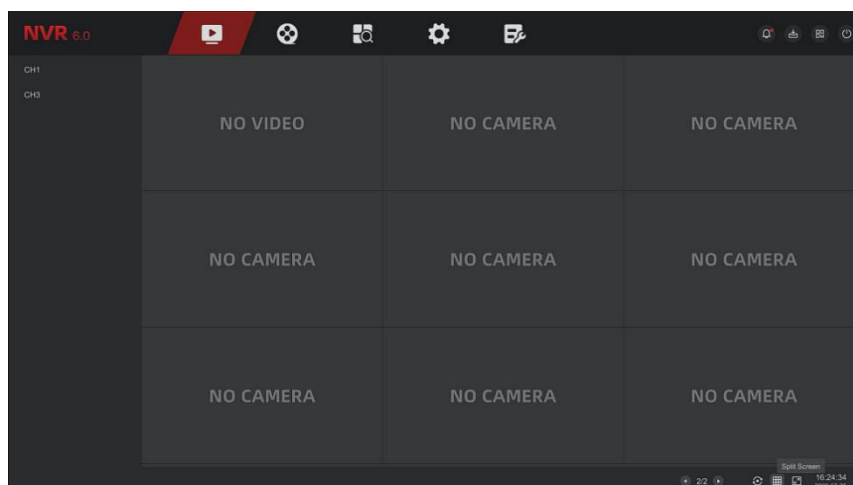 NVR 6.0
CH1
CH3
NO VIDEO NO CAMERA NO CAMERA
NO CAMERA NO CAMERA NO CAMERA
NO CAMERA NO CAMERA NO CAMERA
Split Screen
2/2
16:24:34